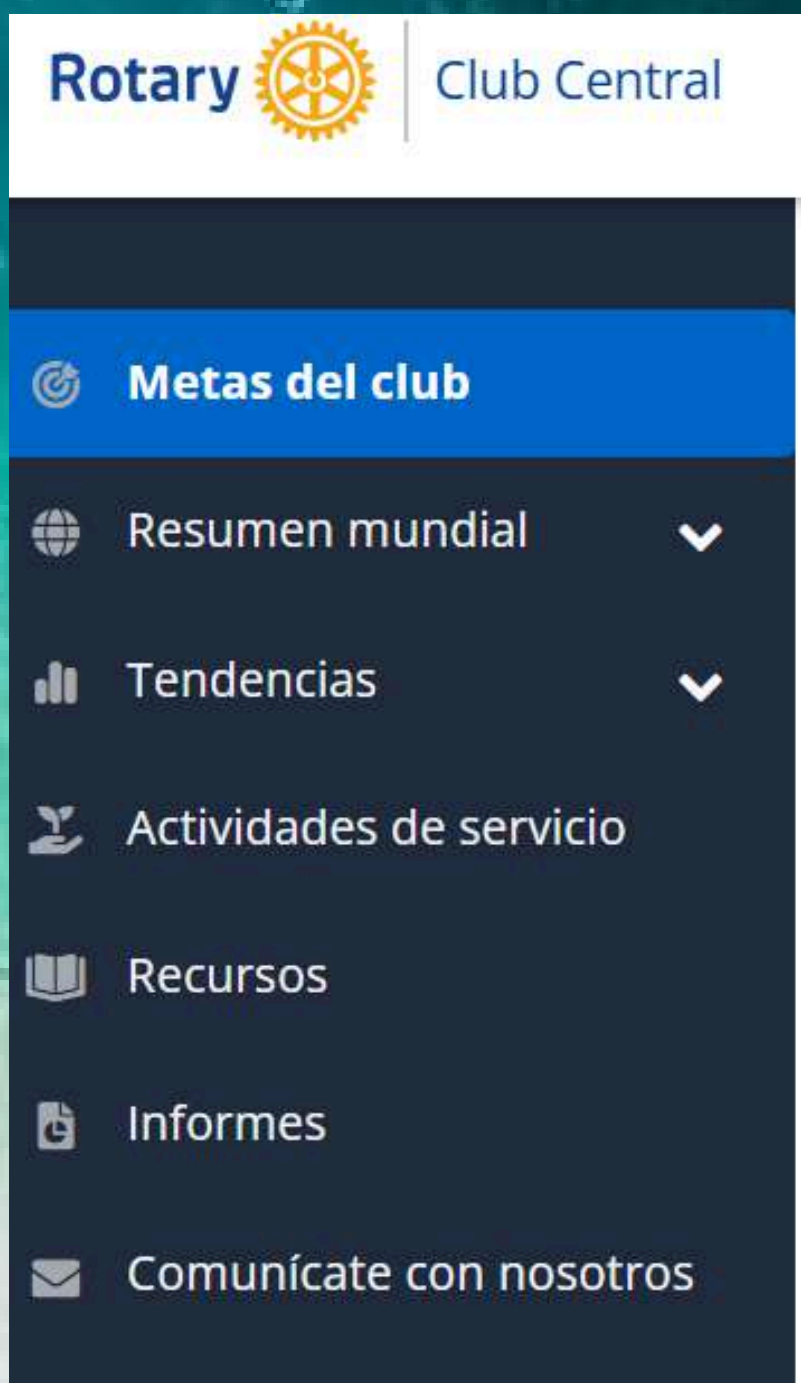 Rotary Club Central
Metas del club
Resumen mundial
Tendencias
Actividades de servicio
Recursos
Informes
Comunícate con nosotros